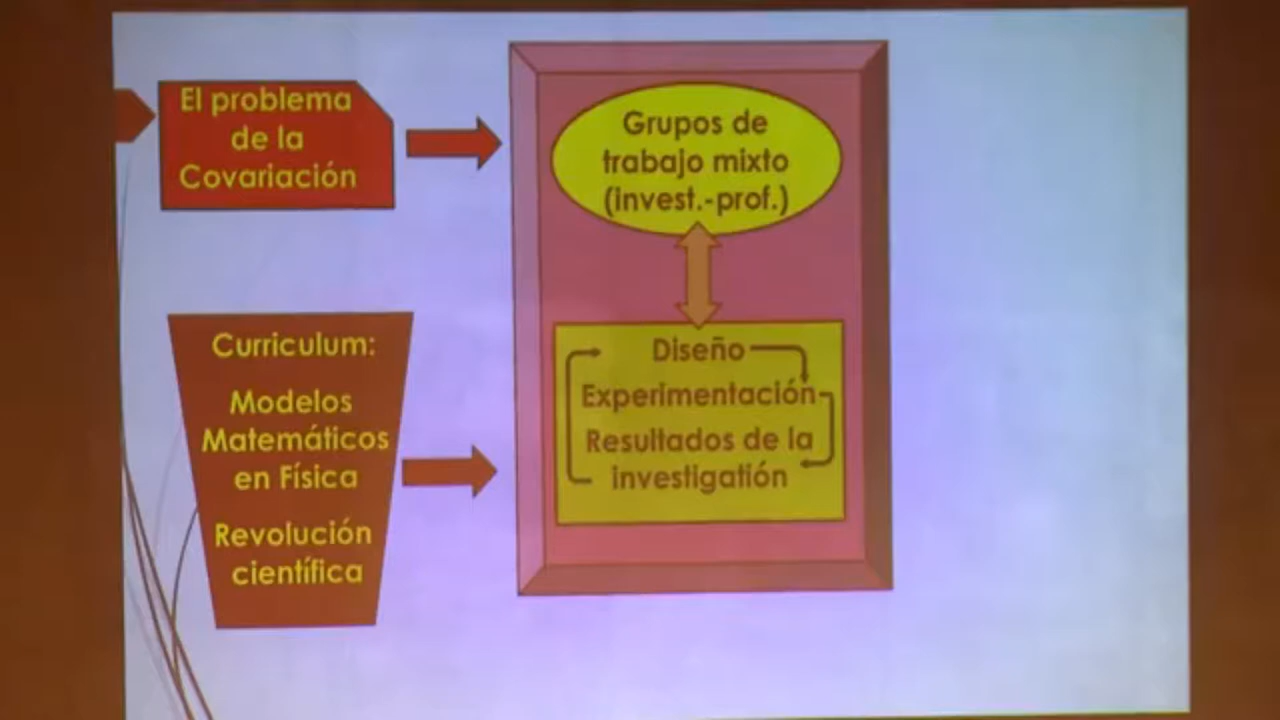 El problema
de la
Covariación
Grupos de
trabajo mixto
(invest.-prof.)
Curriculum:
Modelos
Matemáticos
en Física
Revolución
científica
Diseño
Experimentación
Resultados de la
investigatión